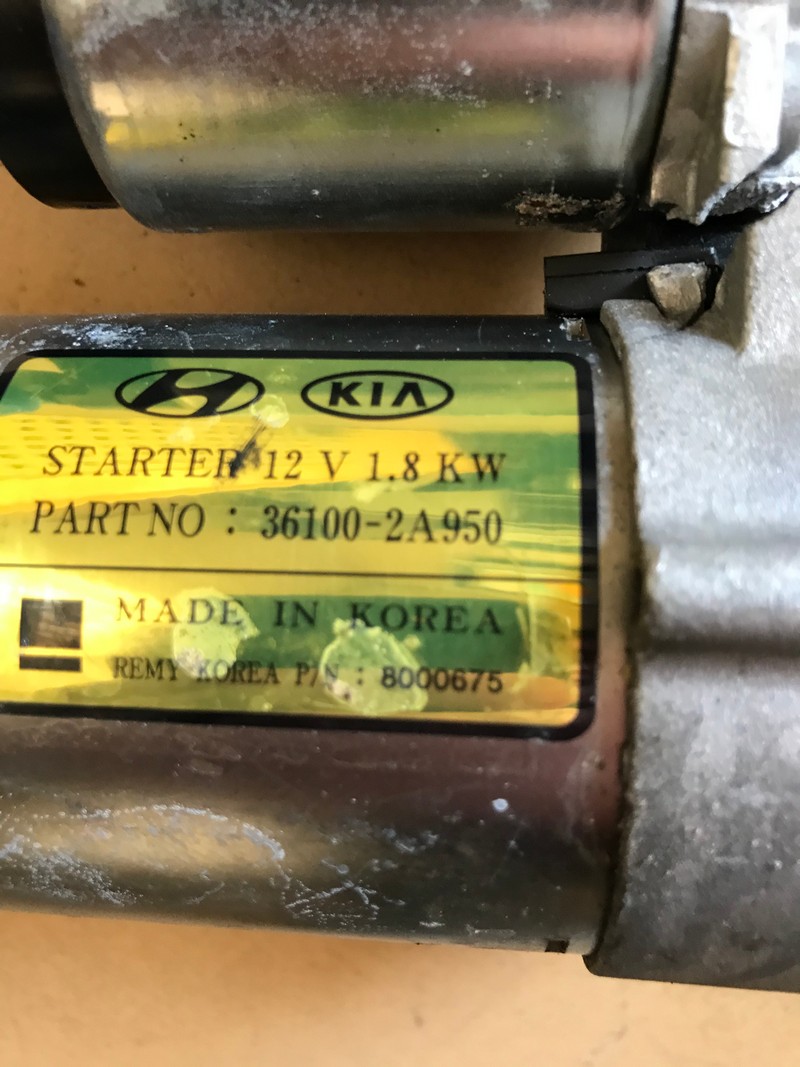 KIA
STARTER 12 V 1.8 KW
PART NO : 36100-2A950
MADE IN KOREA
REMY KOREA P/N : 8000675